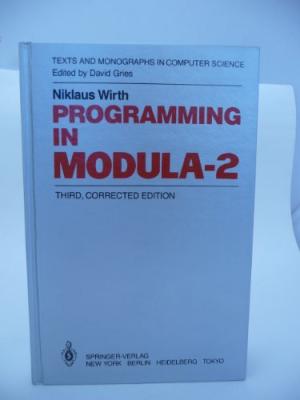 TEXTS AND MONOGRAPHS IN COMPUTER SCIENCE
Edited by David Gries
Niklaus Wirth
PROGRAMMING
IN
MODULA-2
THIRD, CORRECTED EDITION
SPRINGER-VERLAG
NEW YORK BERLIN HEIDELBERG TOKYO